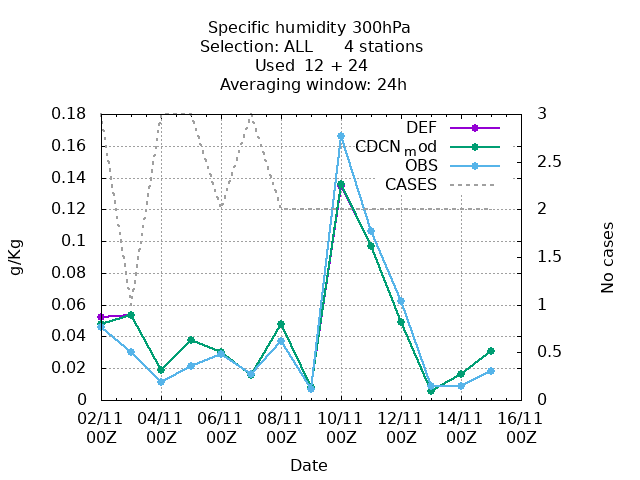 Specific humidity 300hPa
Selection: ALL      4 stations
Used  12 + 24
Averaging window: 24h
DEF
CDCN_mod
OBS
CASES
0.18
0.16
0.14
0.12
0.1
0.08
0.06
0.04
0.02
0
g/Kg
3
2.5
2
1.5
1
0.5
0
No cases
02/11 04/11 06/11 08/11 10/11 12/11 14/11 16/11
00Z 00Z 00Z 00Z 00Z 00Z 00Z 00Z
Date